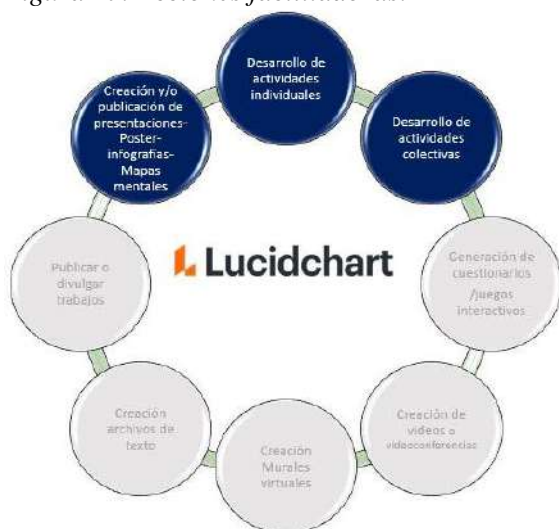 Desarrollo de
actividades
individuales
Creación y/o
publicación de
presentaciones-
Poster-
infografías-
Mapas
mentales
Desarrollo de
actividades
colectivas
Publicar o
divulgar
trabajos
Lucidchart
Generación de
cuestionarios
/juegos
interactivos
Creación
archivos de
texto
Creación
Murales
virtuales
Creación de
videos o
videoconferencias